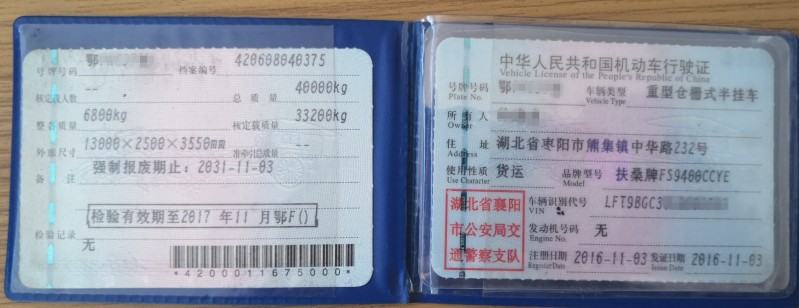 鄂
420608040375
号牌号码
档案编号
--
40000kg
核定载人数
总质量
6800kg
33200kg
整备质量
核定载质量
13000×2500×3550mm
--
外廓尺寸
准牵引总质量
强制报废期止：2031-11-03
备注
检验有效期至2017 年11 月鄂F()
检验记录
无
*4200011675000*
中华人民共和国机动车行驶证
Vehicle License of the People's Republic of China
号牌号码 鄂
Plate No.
车辆类型 重型仓栅式半挂车
Vehicle Type
所有人
Owner
住址 湖北省枣阳市熊集镇中华路232号
Address
使用性质 货运
Use Character
品牌型号 扶桑牌FS9400CCYE
Model
湖北省襄阳
市公安局交
通警察支队
车辆识别代号 LFT98GC3
VIN
发动机号码 无
Engine No.
注册日期 2016-11-03
Register Date
发证日期 2016-11-03
Issue Date